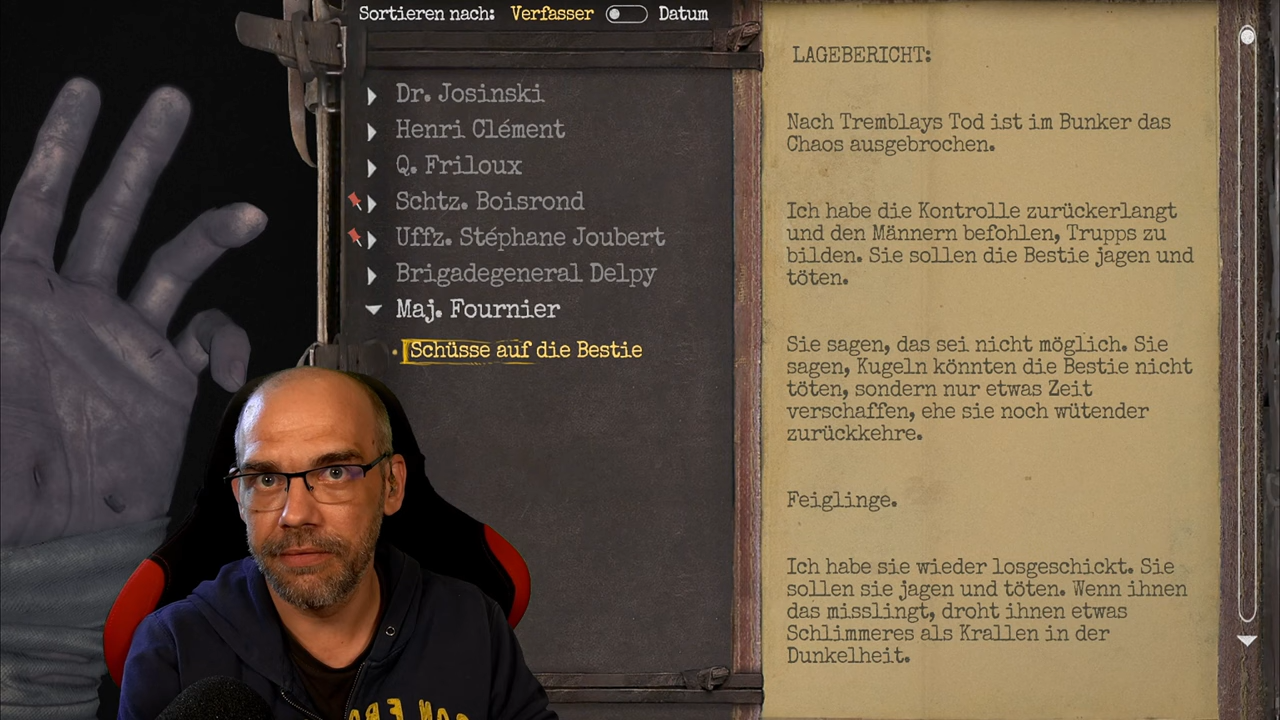 Sortieren nach: Verfasser Datum
Dr. Josinski
Henri Clément
Q. Friloux
Schtz. Boisrond
Uffz. Stéphane Joubert
Brigadegeneral Delpy
Maj. Fournier
Schüsse auf die Bestie
LAGEBERICHT:
Nach Tremblays Tod ist im Bunker das
Chaos ausgebrochen.
Ich habe die Kontrolle zurückerlangt
und den Männern befohlen, Trupps zu
bilden. Sie sollen die Bestie jagen und
töten.
Sie sagen, das sei nicht möglich. Sie
sagen, Kugeln könnten die Bestie nicht
töten, sondern nur etwas Zeit
verschaffen, ehe sie noch wütender
zurückkehre.
Feiglinge.
Ich habe sie wieder losgeschickt. Sie
sollen sie jagen und töten. Wenn ihnen
das misslingt, droht ihnen etwas
Schlimmeres als Krallen in der
Dunkelheit.